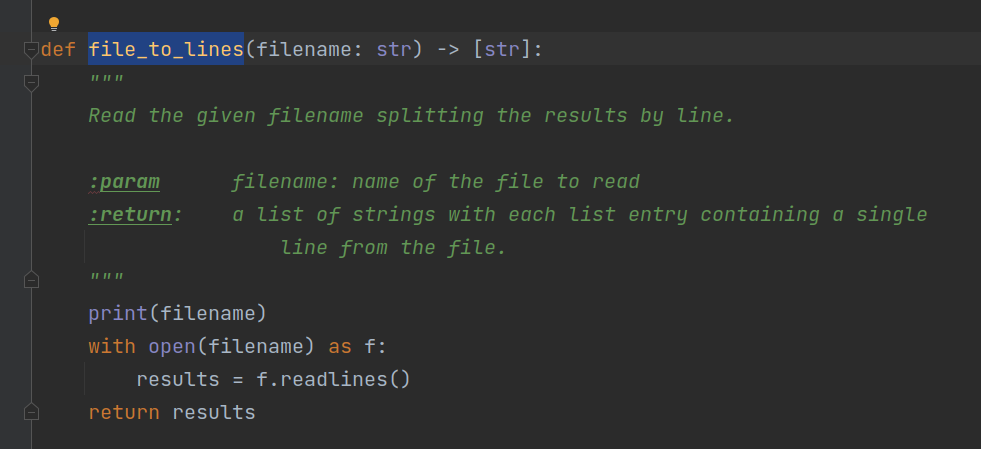 def file_to_lines(filename: str) -> [str]:
"""
Read the given filename splitting the results by line.
:param filename: name of the file to read
:return: a list of strings with each list entry containing a single
line from the file.
"""
print(filename)
with open(filename) as f:
results = f.readlines()
return results